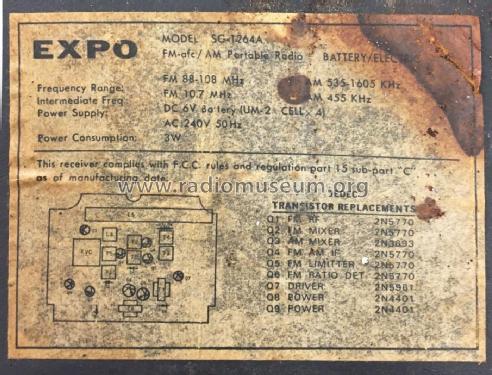 EXPO
MODEL SG-1264A
FM-afc/AM Portable Radio BATTERY/ELECTRIC
Frequency Range: FM 88-108 MHz AM 535-1605 KHz
Intermediate Freq. FM 10.7 MHz AM 455 KHz
Power Supply: DC 6V Battery (UM-2 CELL x 4)
AC 240V 50Hz
Power Consumption: 3W
This receiver complies with F.C.C. rules and regulation part 15 sub-part "C"
as of manufacturing date.
www.radiomuseum.org
JEDEC
TRANSISTOR REPLACEMENTS
Q1 FM RF 2N5770
Q2 FM MIXER 2N5770
Q3 AM MIXER 2N3693
Q4 FM AM IF 2N5770
Q5 FM LIMITTER 2N5770
Q6 FM RATIO DET. 2N5770
Q7 DRIVER 2N5961
Q8 POWER 2N4401
Q9 POWER 2N4401
L5
PVC